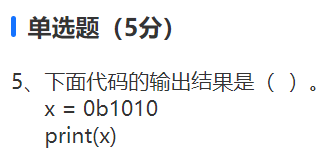 单选题（5分）
5、下面代码的输出结果是（ ）。
x = 0b1010
print(x)